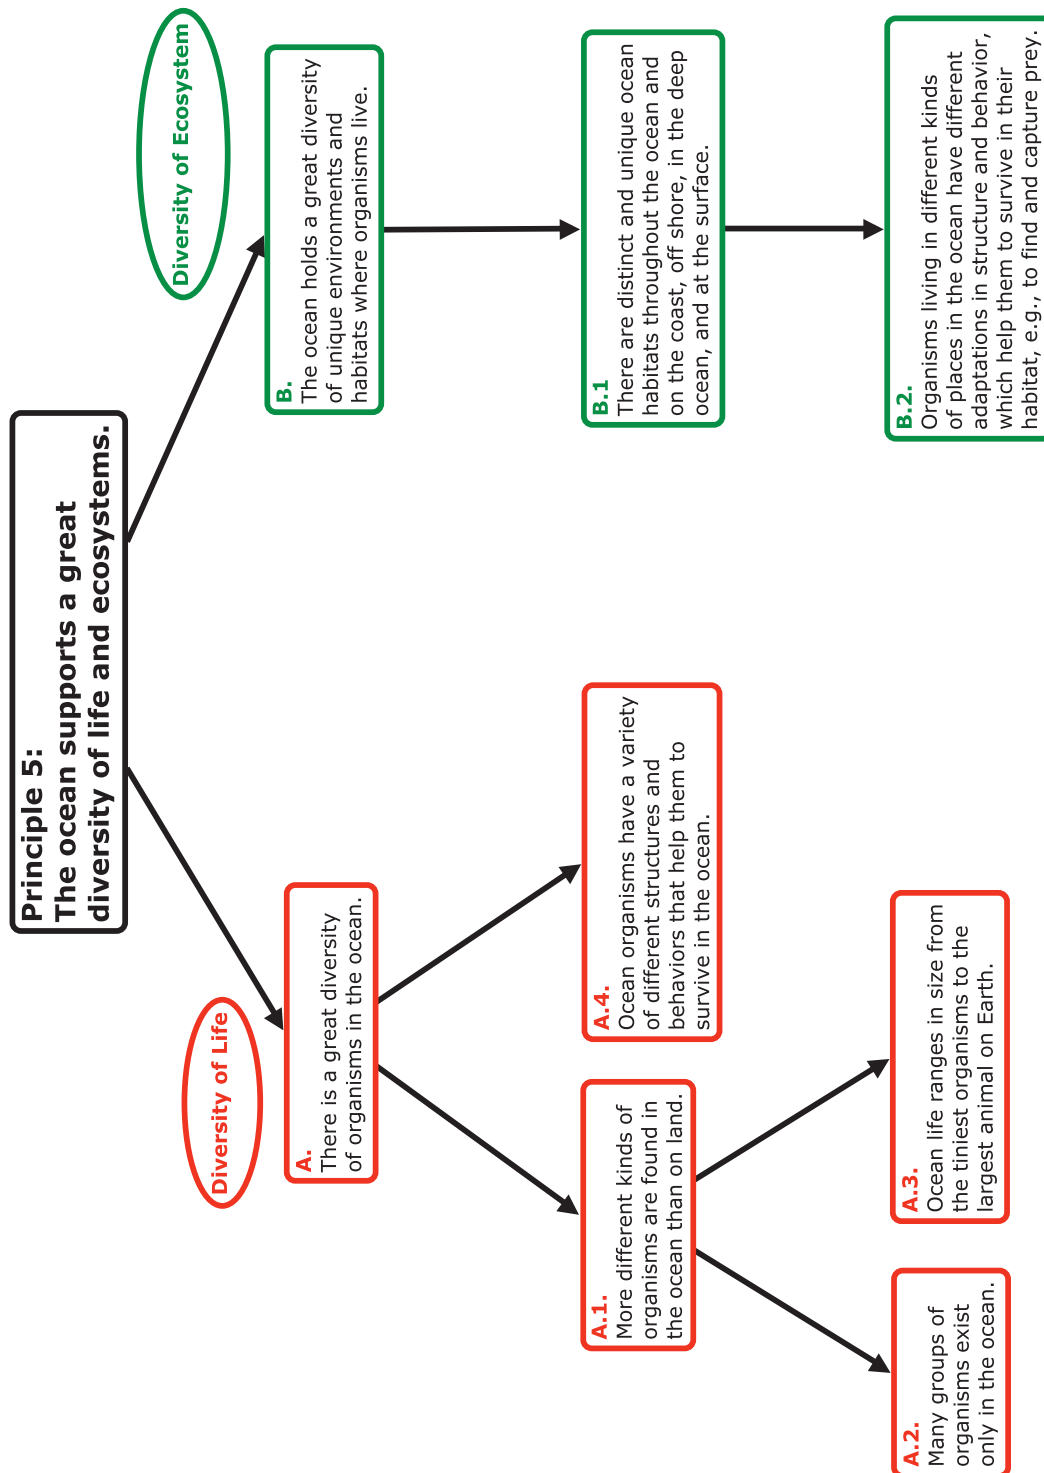 Principle 5:
The ocean supports a great
diversity of life and ecosystems.
Diversity of Life
Diversity of Ecosystem
A.
There is a great diversity
of organisms in the ocean.
B.
The ocean holds a great diversity
of unique environments and
habitats where organisms live.
A.1.
More different kinds of
organisms are found in
the ocean than on land.
A.4.
Ocean organisms have a variety
of different structures and
behaviors that help them to
survive in the ocean.
B.1
There are distinct and unique ocean
habitats throughout the ocean and
on the coast, off shore, in the deep
ocean, and at the surface.
A.2.
Many groups of
organisms exist
only in the ocean.
A.3.
Ocean life ranges in size from
the tiniest organisms to the
largest animal on Earth.
B.2.
Organisms living in different kinds
of places in the ocean have different
adaptations in structure and behavior,
which help them to survive in their
habitat, e.g., to find and capture prey.